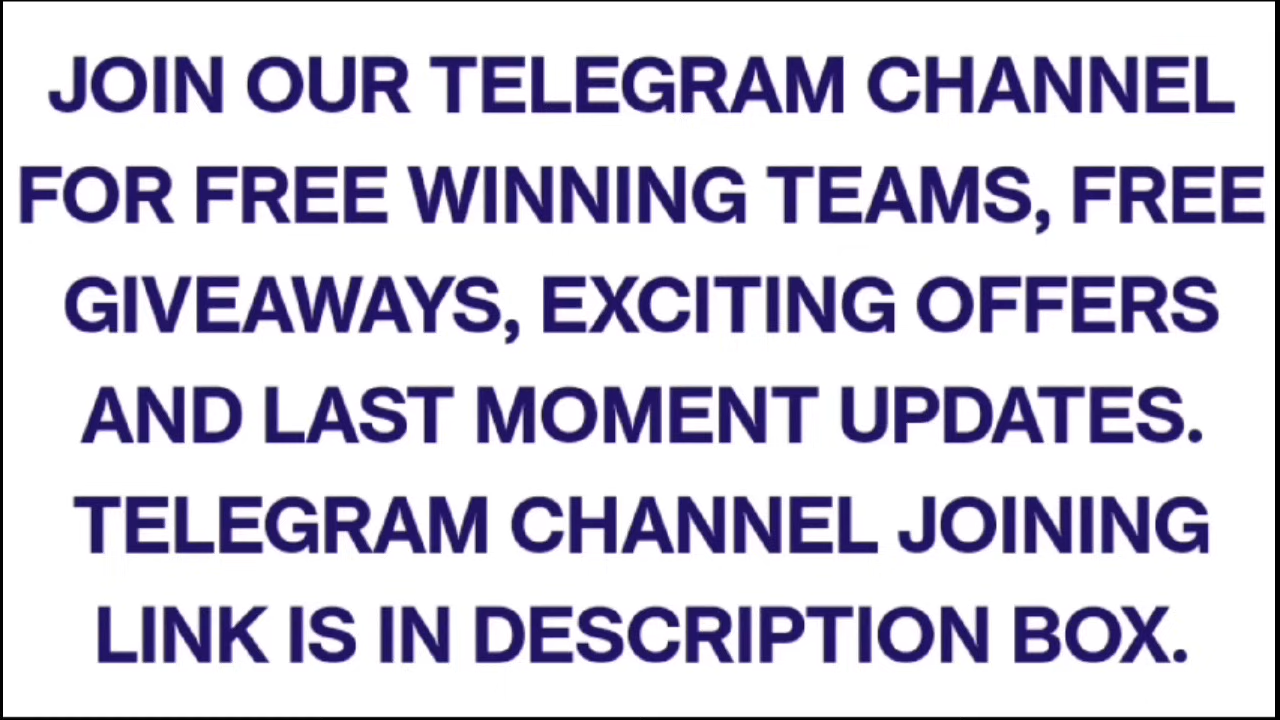 JOIN OUR TELEGRAM CHANNEL
FOR FREE WINNING TEAMS, FREE
GIVEAWAYS, EXCITING OFFERS
AND LAST MOMENT UPDATES.
TELEGRAM CHANNEL JOINING
LINK IS IN DESCRIPTION BOX.